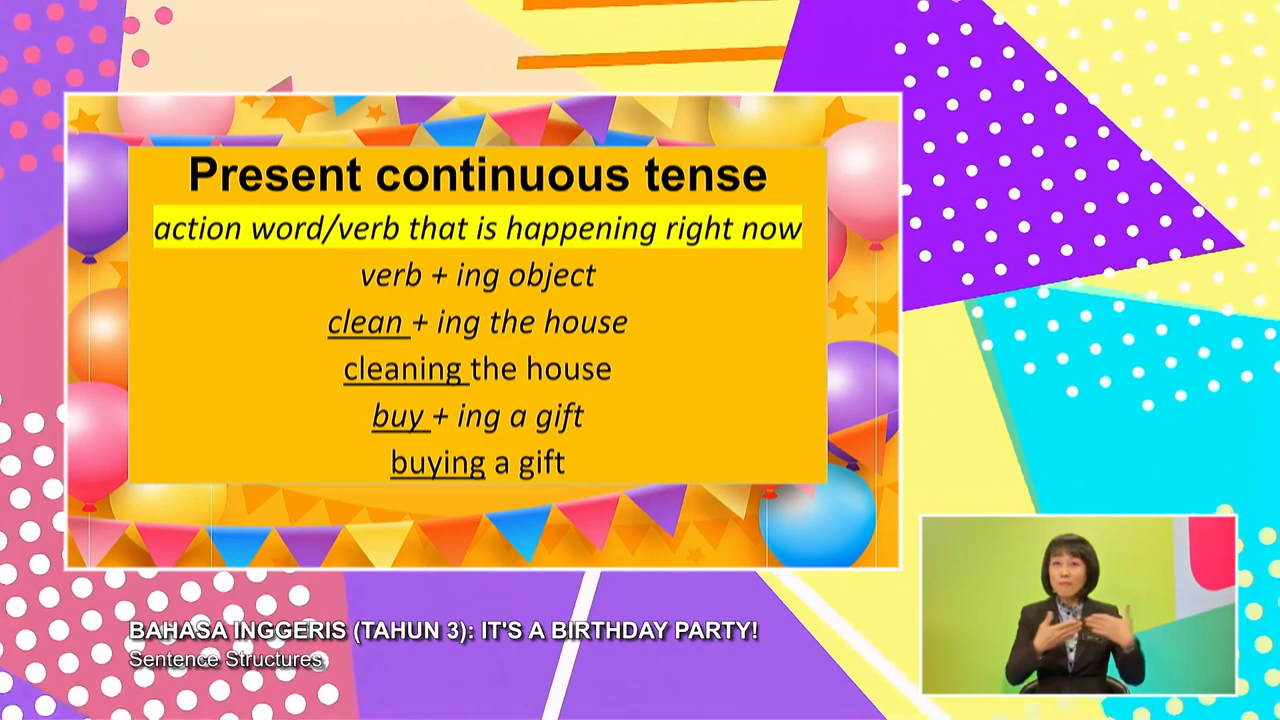 Present continuous tense
action word/verb that is happening right now
verb + ing object
clean + ing the house
cleaning the house
buy + ing a gift
buying a gift
BAHASA INGGERIS (TAHUN 3): IT'S A BIRTHDAY PARTY!
Sentence Structures